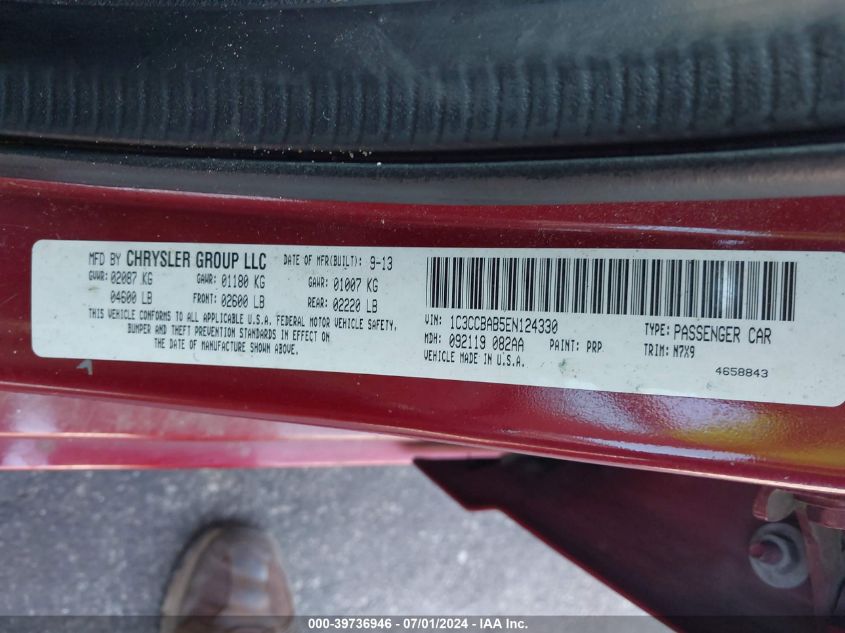 MFD BY CHRYSLER GROUP LLC DATE OF MFR(BUILT): 9-13
GVWR: 02087 KG GAWR: 01180 KG GAWR: 01007 KG
04600 LB FRONT: 02600 LB REAR: 02220 LB
THIS VEHICLE CONFORMS TO ALL APPLICABLE U.S.A. FEDERAL MOTOR VEHICLE SAFETY,
BUMPER AND THEFT PREVENTION STANDARDS IN EFFECT ON
THE DATE OF MANUFACTURE SHOWN ABOVE.
VIN: 1C3CCBAB5EN124330 TYPE: PASSENGER CAR
MDH: 092119 082AA PAINT: PRP TRIM: N7X9
VEHICLE MADE IN U.S.A.
4658843
000-39736946 - 07/01/2024 - IAA Inc.